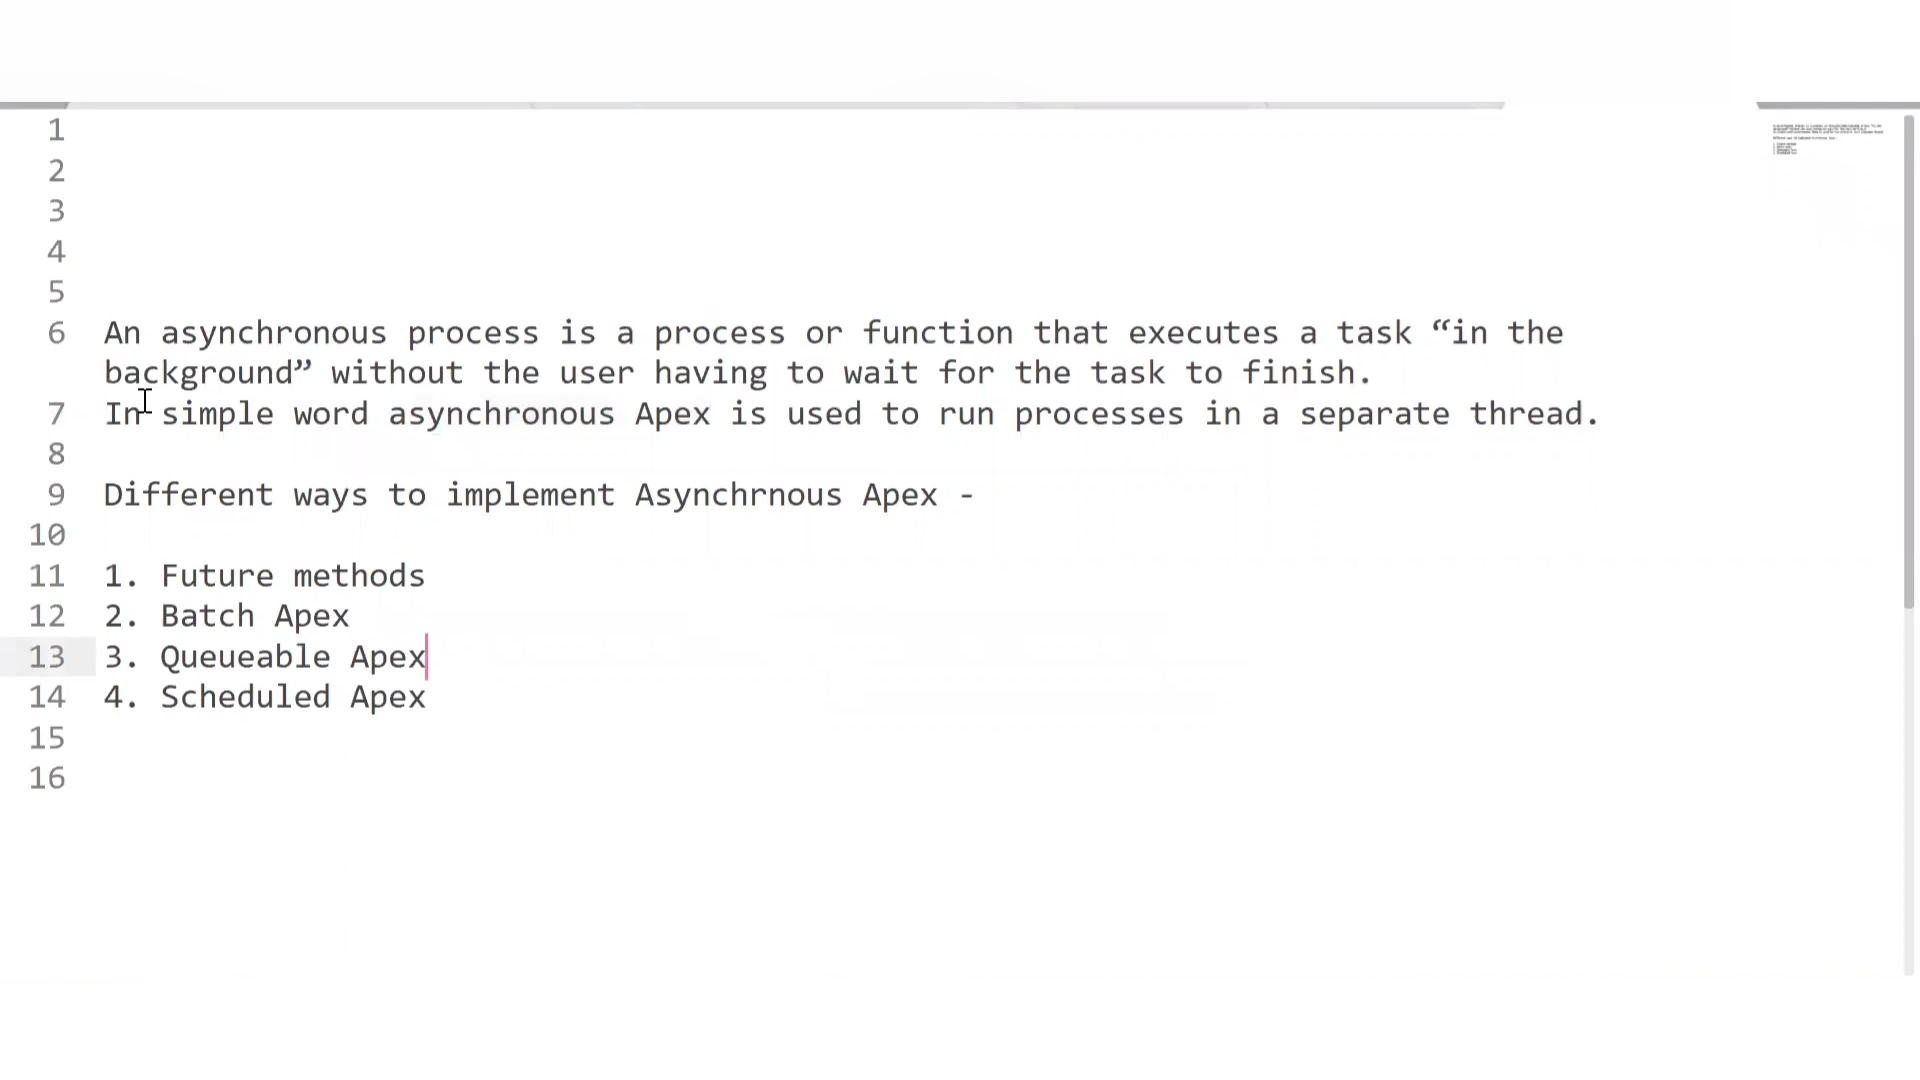 1
2
3
4
5
6 An asynchronous process is a process or function that executes a task “in the
background” without the user having to wait for the task to finish.
7 In simple word asynchronous Apex is used to run processes in a separate thread.
8
9 Different ways to implement Asynchrnous Apex -
10
11 1. Future methods
12 2. Batch Apex
13 3. Queueable Apex
14 4. Scheduled Apex
15
16